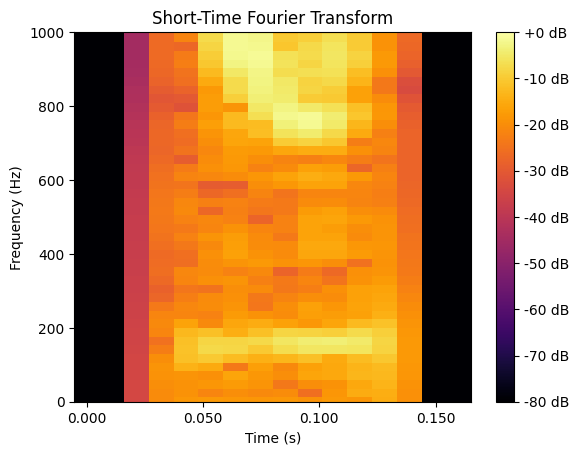 Short-Time Fourier Transform
1000
800
600
400
200
0
Frequency (Hz)
0.000
0.050
0.100
0.150
Time (s)
+0 dB
-10 dB
-20 dB
-30 dB
-40 dB
-50 dB
-60 dB
-70 dB
-80 dB